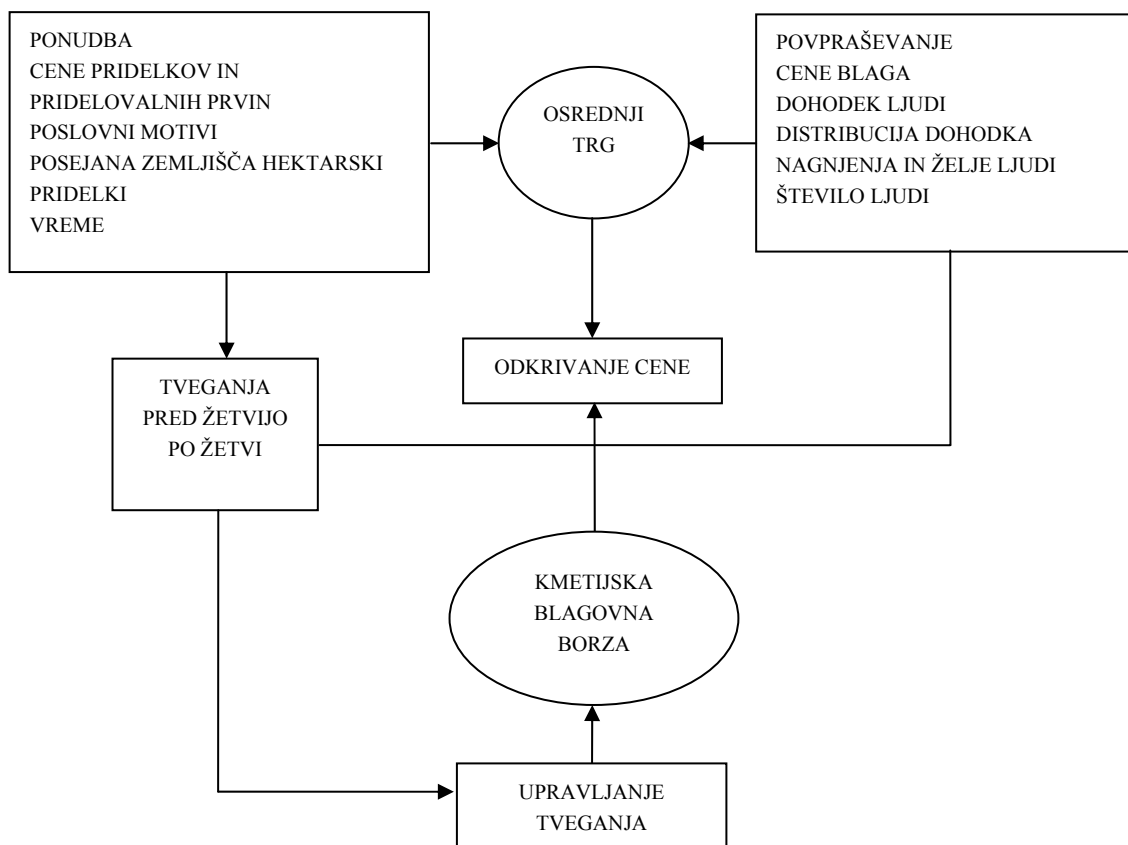 PONUDBA
CENE PRIDELKOV IN
PRIDELOVALNIH PRVIN
POSLOVNI MOTIVI
POSEJANA ZEMLJIŠČA HEKTARSKI
PRIDELKI
VREME
OSREDNJI
TRG
POVPRAŠEVANJE
CENE BLAGA
DOHODEK LJUDI
DISTRIBUCIJA DOHODKA
NAGNJENJA IN ŽELJE LJUDI
ŠTEVILO LJUDI
TVEGANJA
PRED ŽETVIJO
PO ŽETVI
ODKRIVANJE CENE
KMETIJSKA
BLAGOVNA
BORZA
UPRAVLJANJE
TVEGANJA